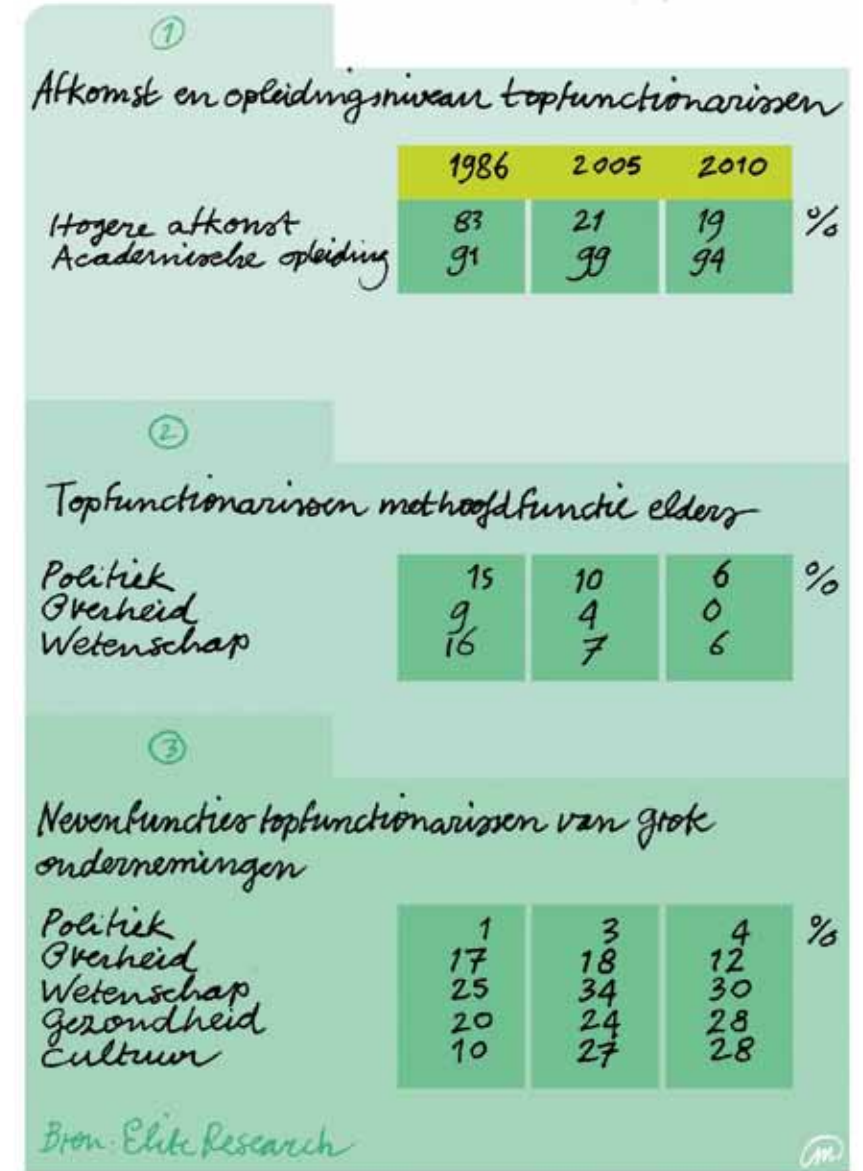 1
Afkomst en opleidingsniveau topfunctionarissen
1986 2005 2010
Hogere afkomst 83 21 19 %
Academische opleiding 91 99 94
2
Topfunctionarissen met hoofdfunctie elders
Politiek 15 10 6 %
Overheid 9 4 0
Wetenschap 16 7 6
3
Nevenfuncties topfunctionarissen van grote
ondernemingen
Politiek 1 3 4 %
Overheid 17 18 12
Wetenschap 25 34 30
Gezondheid 20 24 28
Cultuur 10 27 28
Bron: Elite Research